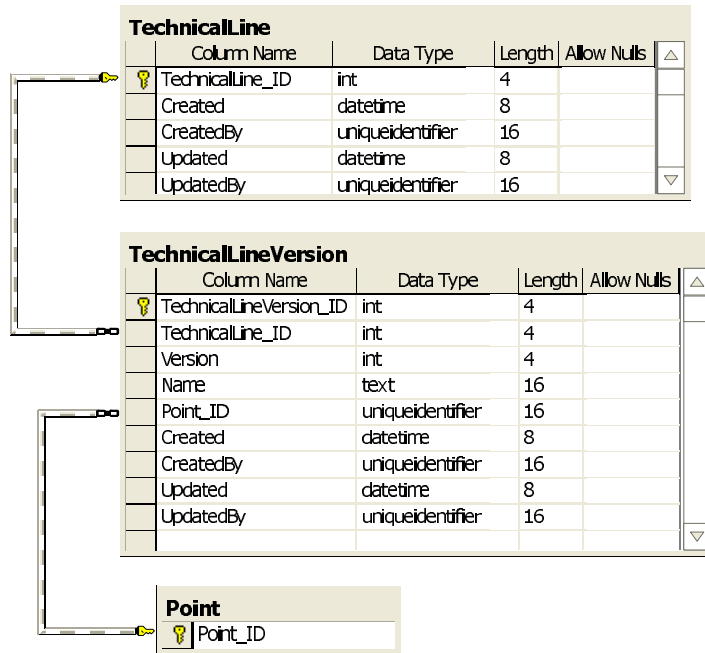 TechnicalLine
Column Name Data Type Length Allow Nulls
TechnicalLine_ID int 4
Created datetime 8
CreatedBy uniqueidentifier 16
Updated datetime 8
UpdatedBy uniqueidentifier 16
TechnicalLineVersion
Column Name Data Type Length Allow Nulls
TechnicalLineVersion_ID int 4
TechnicalLine_ID int 4
Version int 4
Name text 16
Point_ID uniqueidentifier 16
Created datetime 8
CreatedBy uniqueidentifier 16
Updated datetime 8
UpdatedBy uniqueidentifier 16
Point
Point_ID